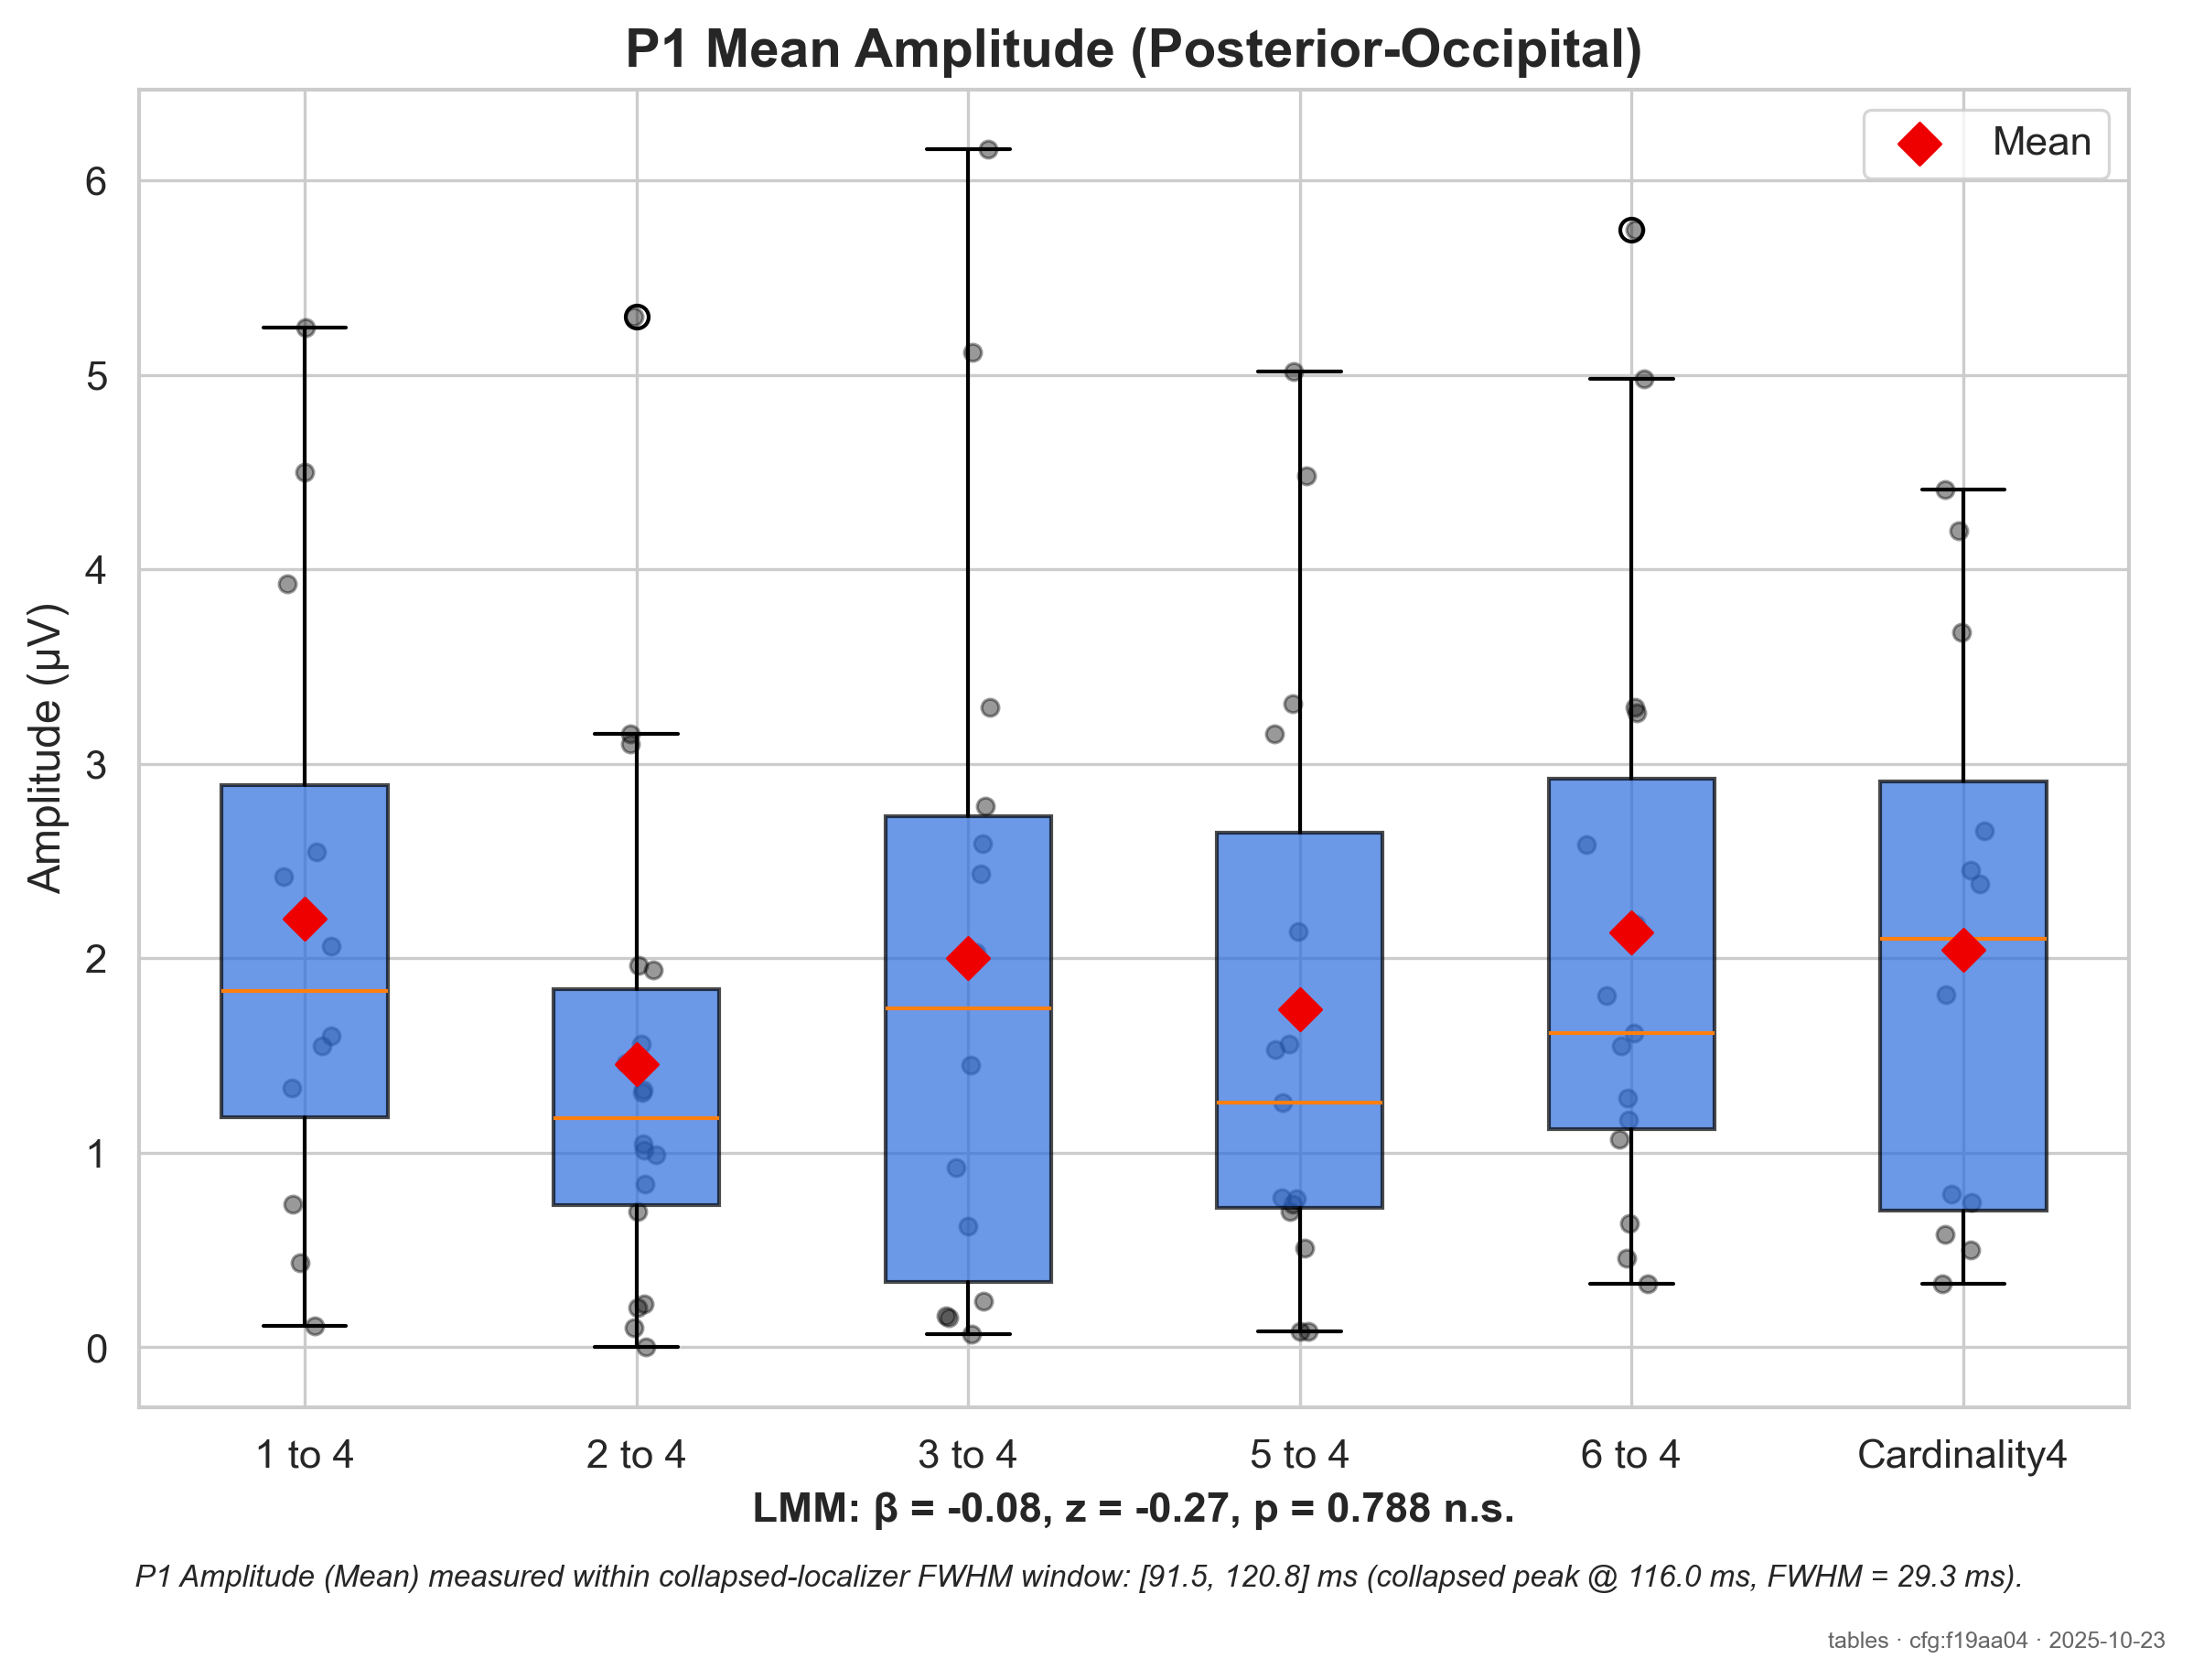 P1 Mean Amplitude (Posterior-Occipital)
Mean
Amplitude (µV)
6
5
4
3
2
1
0
1 to 4
2 to 4
3 to 4
5 to 4
6 to 4
Cardinality4
LMM: β = -0.08, z = -0.27, p = 0.788 n.s.
P1 Amplitude (Mean) measured within collapsed-localizer FWHM window: [91.5, 120.8] ms (collapsed peak @ 116.0 ms, FWHM = 29.3 ms).
tables · cfg:f19aa04 · 2025-10-23